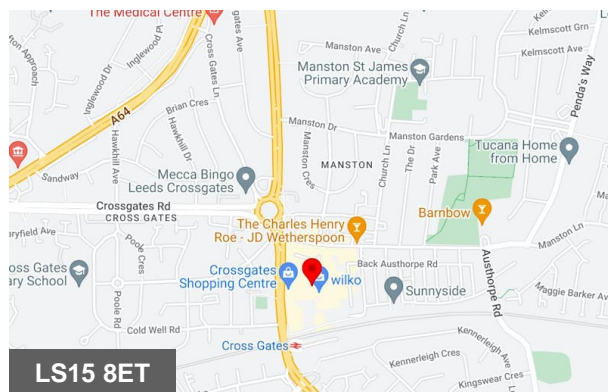 The Medical Centre
Cross Gates Ave
Cross Gates Ln
Inglewood Pl
Inglewood Dr
Brian Cres
A64
Hawkhill Ave
Hawkhill Dr
Sandway
Manston Ave
Church Ln
Kelmscott Grn
Kelmscott Ave
Penda's Way
Manston St James
Primary Academy
Manston Dr
Manston Gardens
Manston Cres
MANSTON
Church Ln
The Dr
Park Ave
Tucana Home
from Home
Mecca Bingo
Leeds Crossgates
Crossgates Rd
CROSS GATES
Poole Cres
Poole Rd
The Charles Henry
Roe - JD Wetherspoon
Barnbow
Manston Ln
Back Austhorpe Rd
Austhorpe Rd
Crossgates
Shopping Centre
wilko
Sunnyside
Maggie Barker Ave
Cold Well Rd
Cross Gates
Kennerleigh Ave
Kennerleigh Cres
Kingswear Cres
LS15 8ET